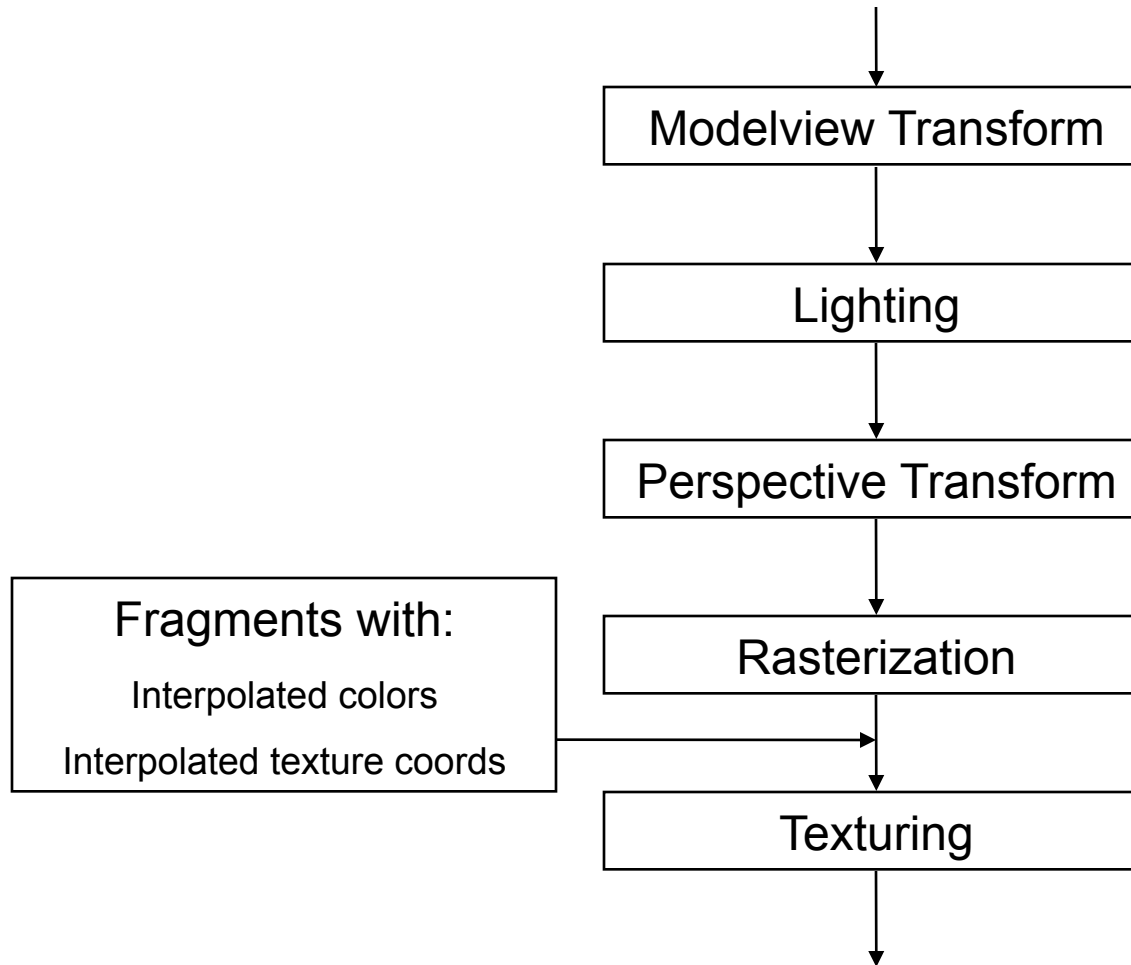 Modelview Transform
Lighting
Perspective Transform
Fragments with:
Interpolated colors
Interpolated texture coords
Rasterization
Texturing